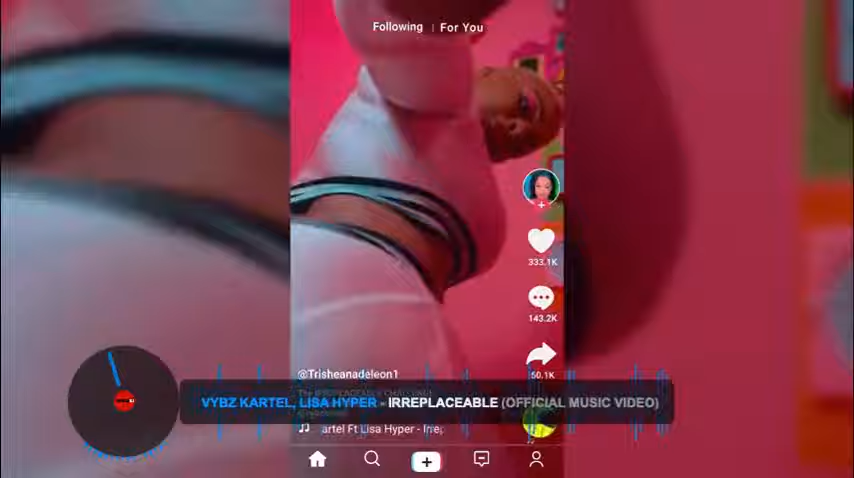 Following | For You
333.1K
143.2K
50.1K
@Trisheanadeleon1
VYBZ KARTEL, LISA HYPER - IRREPLACEABLE (OFFICIAL MUSIC VIDEO)
artel Ft Lisa Hyper - Irrep